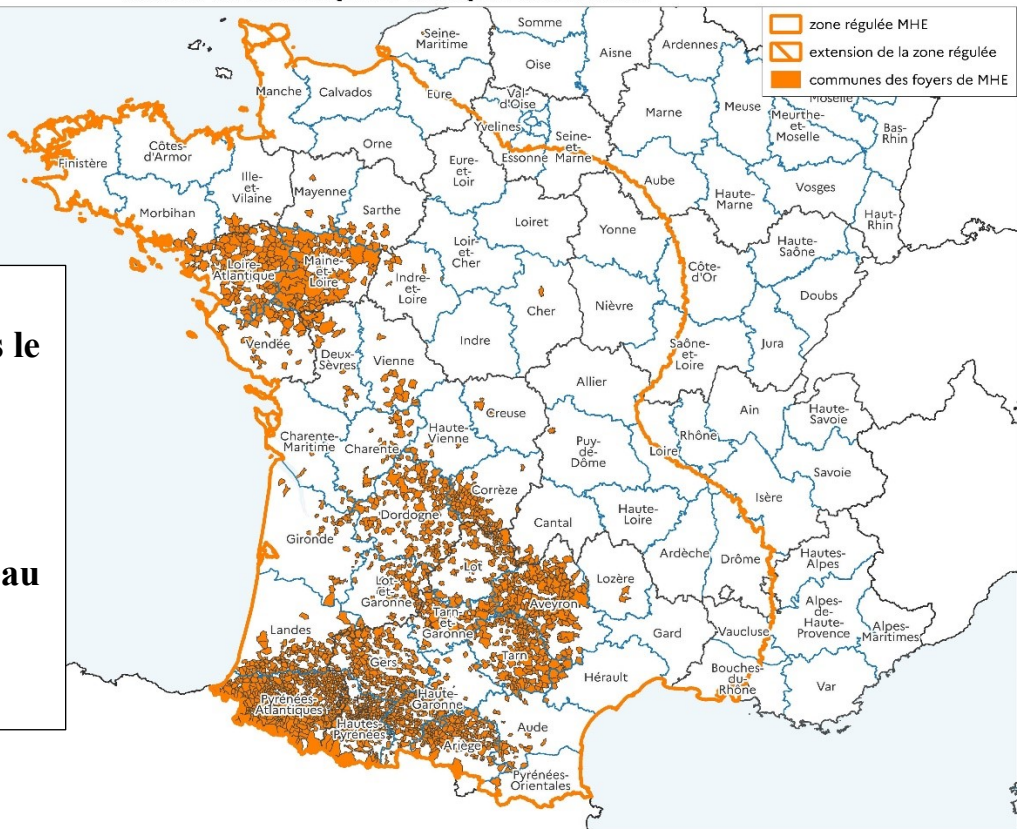 zone régulée MHE
extension de la zone régulée
communes des foyers de MHE
Somme
Seine-
Maritime
Aisne
Ardennes
Oise
Manche
Calvados
Eure
Val-
d'Oise
Marne
Meuse
Moselle
Meurthe-
et-
Moselle
Bas-
Rhin
Yvelines
Seine-
et-
Marne
Essonne
Orne
Finistère
Côtes-
d'Armor
Ille-
et-
Vilaine
Mayenne
Eure-
et-
Loir
Aube
Haute-
Marne
Vosges
Haut-
Rhin
Morbihan
Sarthe
Loiret
Yonne
Loir-
et-
Cher
Haute-
Saône
Loire-
Atlantique
Maine-
et-
Loire
Indre-
et-
Loire
Côte-
d'Or
Doubs
Cher
Nièvre
s le
Vendée
Deux-
Sèvres
Vienne
Indre
Saône-
et-
Loire
Jura
Allier
Creuse
Ain
Haute-
Savoie
Charente-
Maritime
Charente
Haute-
Vienne
Puy-
de-
Dôme
Loire
Rhône
Savoie
Corrèze
Isère
Dordogne
Gironde
Cantal
Haute-
Loire
au
Lot
Ardèche
Drôme
Hautes-
Alpes
Lot-
et-
Garonne
Aveyron
Lozère
Tarn-
et-
Garonne
Alpes-
de-
Haute-
Provence
Alpes-
Maritimes
Landes
Gard
Vaucluse
Gers
Tarn
Hérault
Bouches-
du-
Rhône
Var
Pyrénées-
Atlantiques
Haute-
Garonne
Hautes-
Pyrénées
Aude
Ariège
Pyrénées-
Orientales